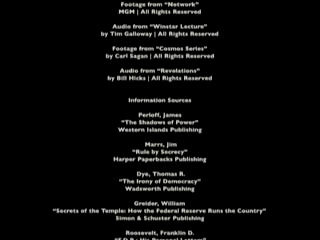 Footage from "Network"
MGM | All Rights Reserved
Audio from "Winstar Lecture"
by Tim Galloway | All Rights Reserved
Footage from "Cosmos Series"
by Carl Sagan | All Rights Reserved
Audio from "Revelations"
by Bill Hicks | All Rights Reserved
Information Sources
Perloff, James
"The Shadows of Power"
Western Islands Publishing
Marrs, Jim
"Rule by Secrecy"
Harper Paperbacks Publishing
Dye, Thomas R.
"The Irony of Democracy"
Wadsworth Publishing
Greider, William
"Secrets of the Temple: How the Federal Reserve Runs the Country"
Simon & Schuster Publishing
Roosevelt, Franklin D.